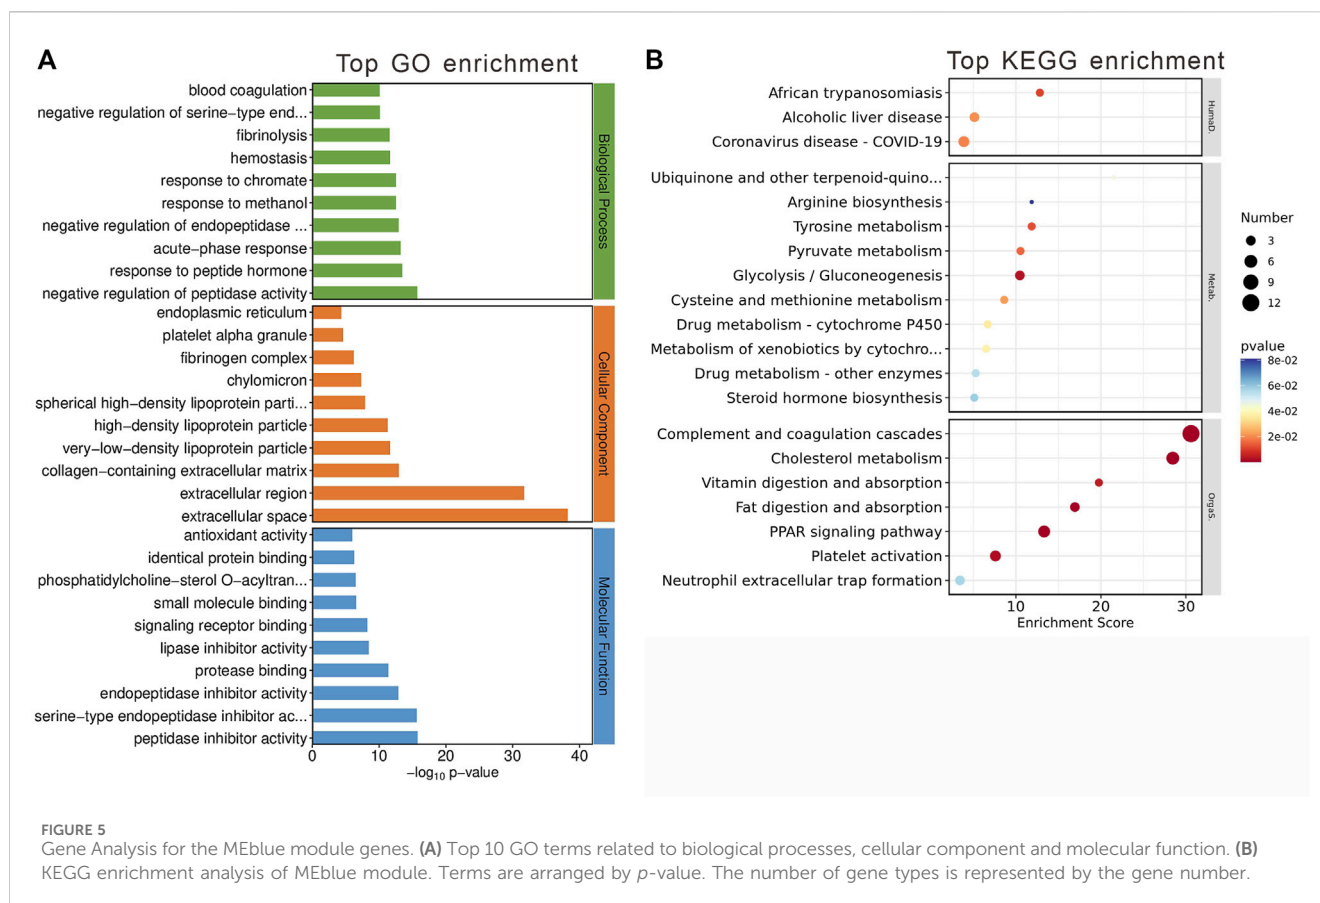 A
Top GO enrichment
blood coagulation
negative regulation of serine−type end...
fibrinolysis
hemostasis
response to chromate
response to methanol
negative regulation of endopeptidase ...
acute−phase response
response to peptide hormone
negative regulation of peptidase activity
Biological Process
endoplasmic reticulum
platelet alpha granule
fibrinogen complex
chylomicron
spherical high−density lipoprotein parti...
high−density lipoprotein particle
very−low−density lipoprotein particle
collagen−containing extracellular matrix
extracellular region
extracellular space
Cellular Component
antioxidant activity
identical protein binding
phosphatidylcholine−sterol O−acyltran...
small molecule binding
signaling receptor binding
lipase inhibitor activity
protease binding
endopeptidase inhibitor activity
serine−type endopeptidase inhibitor ac...
peptidase inhibitor activity
Molecular Function
0 10 20 30 40
−log10 p−value
B
Top KEGG enrichment
African trypanosomiasis
Alcoholic liver disease
Coronavirus disease - COVID-19
HumaD.
Ubiquinone and other terpenoid-quino...
Arginine biosynthesis
Tyrosine metabolism
Pyruvate metabolism
Glycolysis / Gluconeogenesis
Cysteine and methionine metabolism
Drug metabolism - cytochrome P450
Metabolism of xenobiotics by cytochro...
Drug metabolism - other enzymes
Steroid hormone biosynthesis
Metab.
Complement and coagulation cascades
Cholesterol metabolism
Vitamin digestion and absorption
Fat digestion and absorption
PPAR signaling pathway
Platelet activation
Neutrophil extracellular trap formation
OrgaS.
10 20 30
Enrichment Score
Number
3
6
9
12
pvalue
8e-02
6e-02
4e-02
2e-02
FIGURE 5
Gene Analysis for the MEblue module genes. (A) Top 10 GO terms related to biological processes, cellular component and molecular function. (B)
KEGG enrichment analysis of MEblue module. Terms are arranged by p-value. The number of gene types is represented by the gene number.